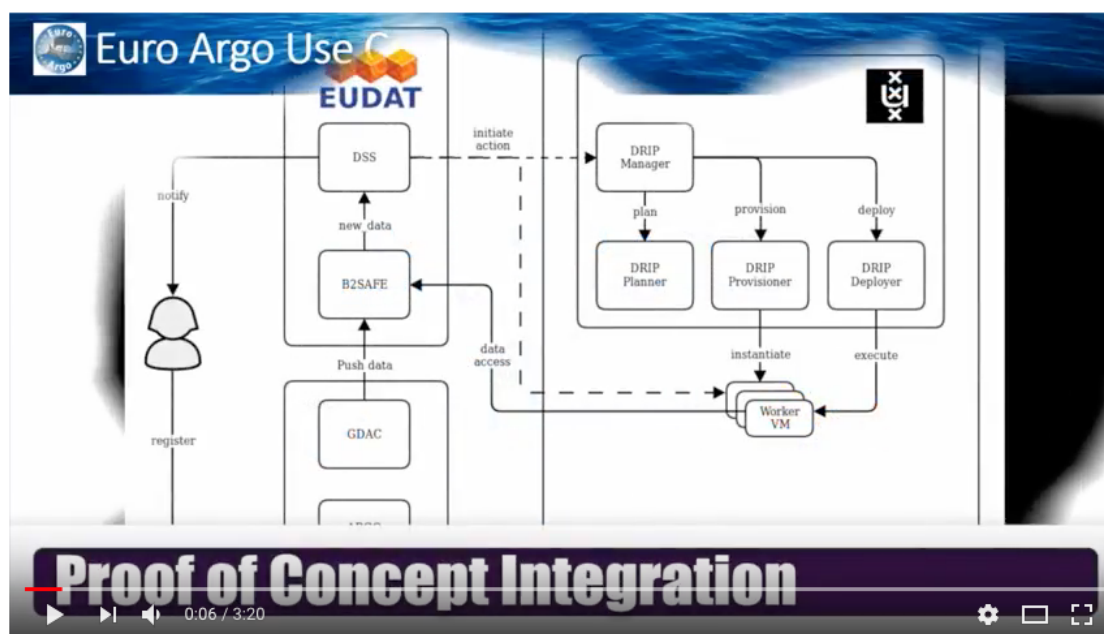 Euro Argo Use C
Euro
Argo
EUDAT
DSS
initiate
action
DRIP
Manager
notify
new data
plan
provision
deploy
B2SAFE
DRIP
Planner
DRIP
Provisioner
DRIP
Deployer
data
access
Push data
instantiate
execute
GDAC
Worker
VM
register
Proof of Concept Integration
0:06 / 3:20